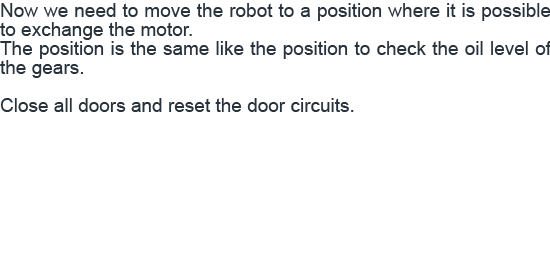 Now we need to move the robot to a position where it is possible
to exchange the motor.
The position is the same like the position to check the oil level of
the gears.
Close all doors and reset the door circuits.